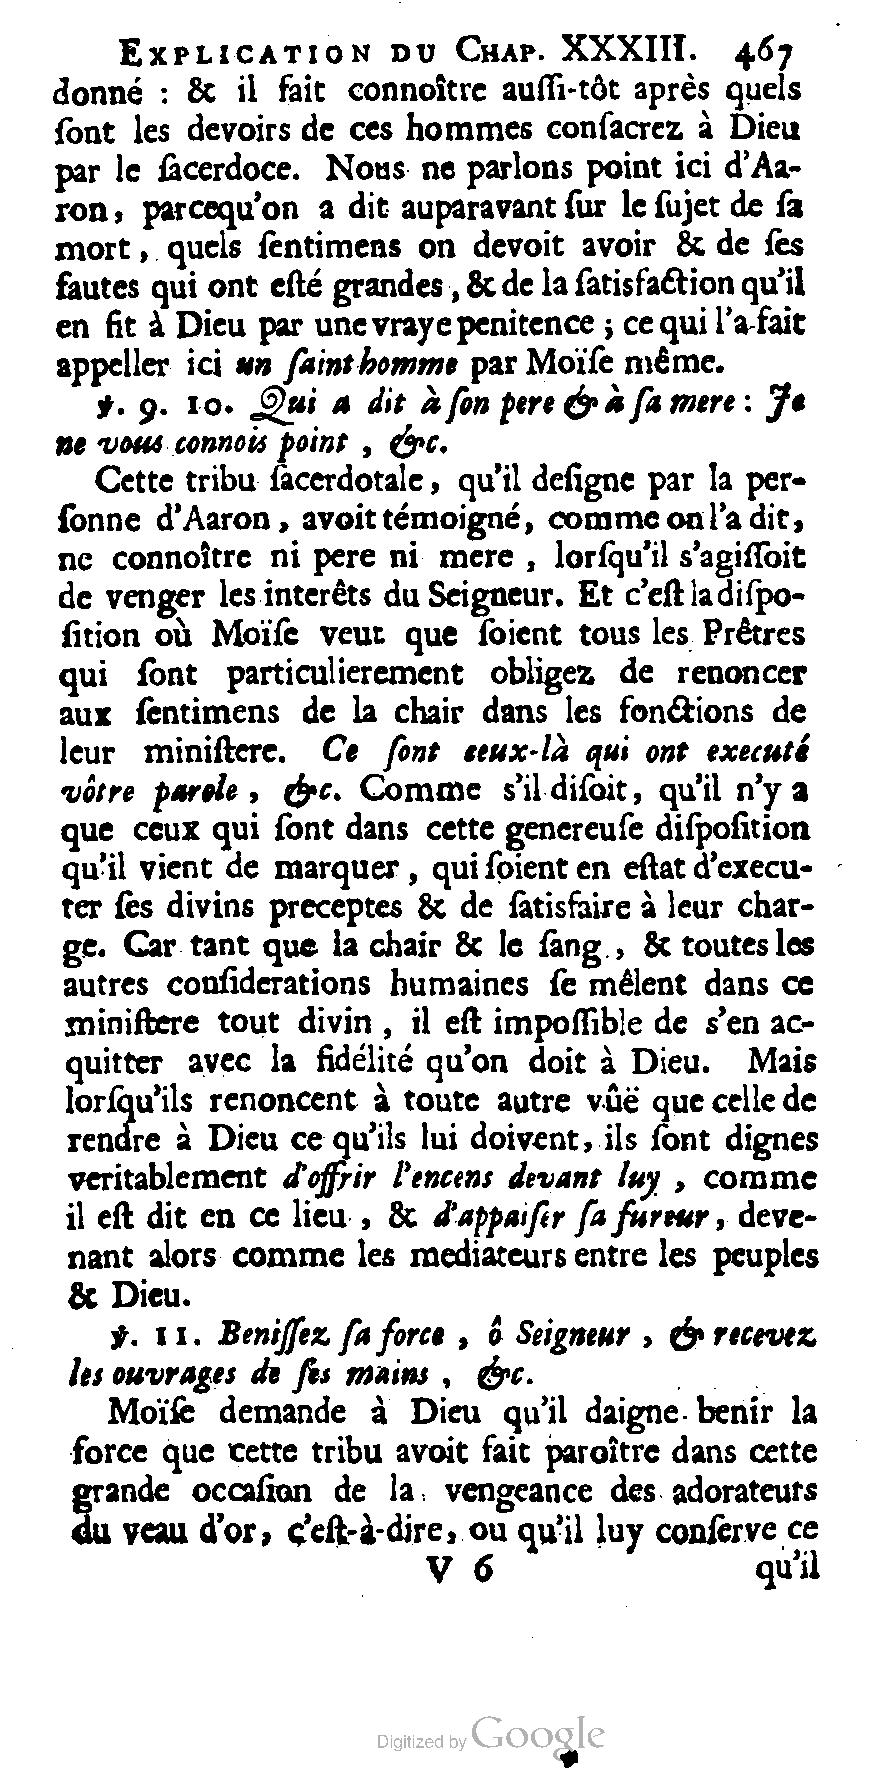 EXPLICATION DU CHAP. XXXIII. 467
donné : & il fait connoître auſſi-tôt après quels
ſont les devoirs de ces hommes conſacrez à Dieu
par le ſacerdoce. Nous ne parlons point ici d'Aa-
ron, parcequ'on a dit auparavant ſur le ſujet de ſa
mort, quels ſentimens on devoit avoir & de ſes
fautes qui ont eſté grandes, & de la ſatisfaction qu'il
en fit à Dieu par une vraye penitence ; ce qui l'a fait
appeller ici un ſaint homme par Moïſe même.
℣. 9. 10. Qui a dit à ſon pere & à ſa mere : Je
ne vous connois point , &c.
Cette tribu ſacerdotale, qu'il deſigne par la per-
ſonne d'Aaron, avoit témoigné, comme on l'a dit,
ne connoître ni pere ni mere , lorſqu'il s'agiſſoit
de venger les interêts du Seigneur. Et c'eſt la diſpo-
ſition où Moïſe veut que ſoient tous les Prêtres
qui ſont particulierement obligez de renoncer
aux ſentimens de la chair dans les fonctions de
leur miniſtere. Ce ſont ceux-là qui ont executé
vôtre parole , &c. Comme s'il diſoit, qu'il n'y a
que ceux qui ſont dans cette genereuſe diſpoſition
qu'il vient de marquer , qui ſoient en eſtat d'execu-
ter ſes divins preceptes & de ſatisfaire à leur char-
ge. Car tant que la chair & le ſang , & toutes les
autres conſiderations humaines ſe mêlent dans ce
miniſtere tout divin , il eſt impoſſible de s'en ac-
quitter avec la fidélité qu'on doit à Dieu. Mais
lorſqu'ils renoncent à toute autre vûë que celle de
rendre à Dieu ce qu'ils lui doivent, ils ſont dignes
veritablement d'offrir l'encens devant luy , comme
il eſt dit en ce lieu , & d'appaiſer ſa fureur, deve-
nant alors comme les mediateurs entre les peuples
& Dieu.
℣. 11. Beniſſez ſa force , ô Seigneur , & recevez
les ouvrages de ſes mains , &c.
Moïſe demande à Dieu qu'il daigne benir la
force que cette tribu avoit fait paroître dans cette
grande occaſion de la vengeance des adorateurs
du veau d'or, c'eſt-à-dire, ou qu'il luy conſerve ce
V 6 qu'il
Digitized by Google